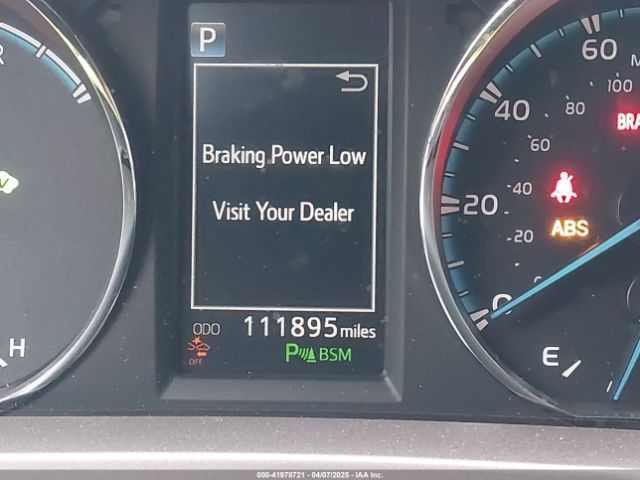 P
Braking Power Low
Visit Your Dealer
ODO 111895 miles
OFF
P BSM
H
60
100
40
80
BRA
60
20
40
ABS
20
0
E
000-41978721 - 04/07/2025 - IAA Inc.